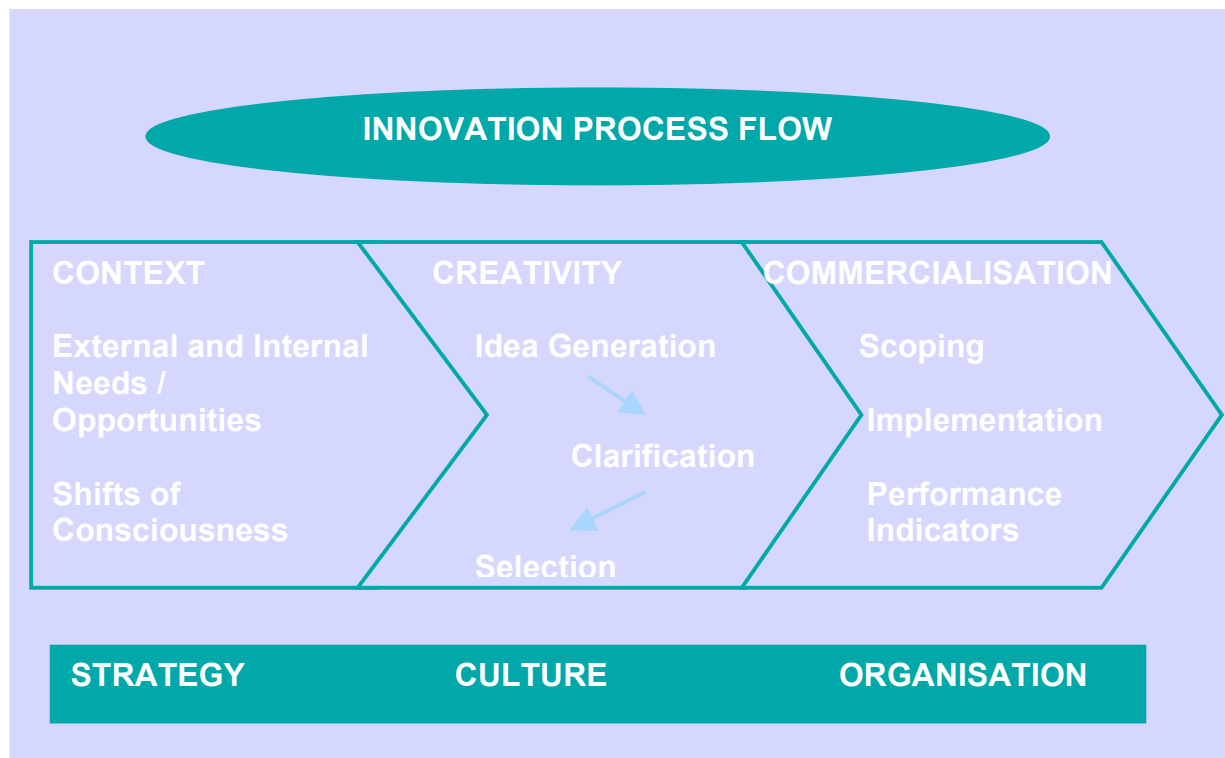 INNOVATION PROCESS FLOW
CONTEXT
External and Internal
Needs /
Opportunities
Shifts of
Consciousness
CREATIVITY
Idea Generation
Clarification
Selection
COMMERCIALISATION
Scoping
Implementation
Performance
Indicators
STRATEGY
CULTURE
ORGANISATION